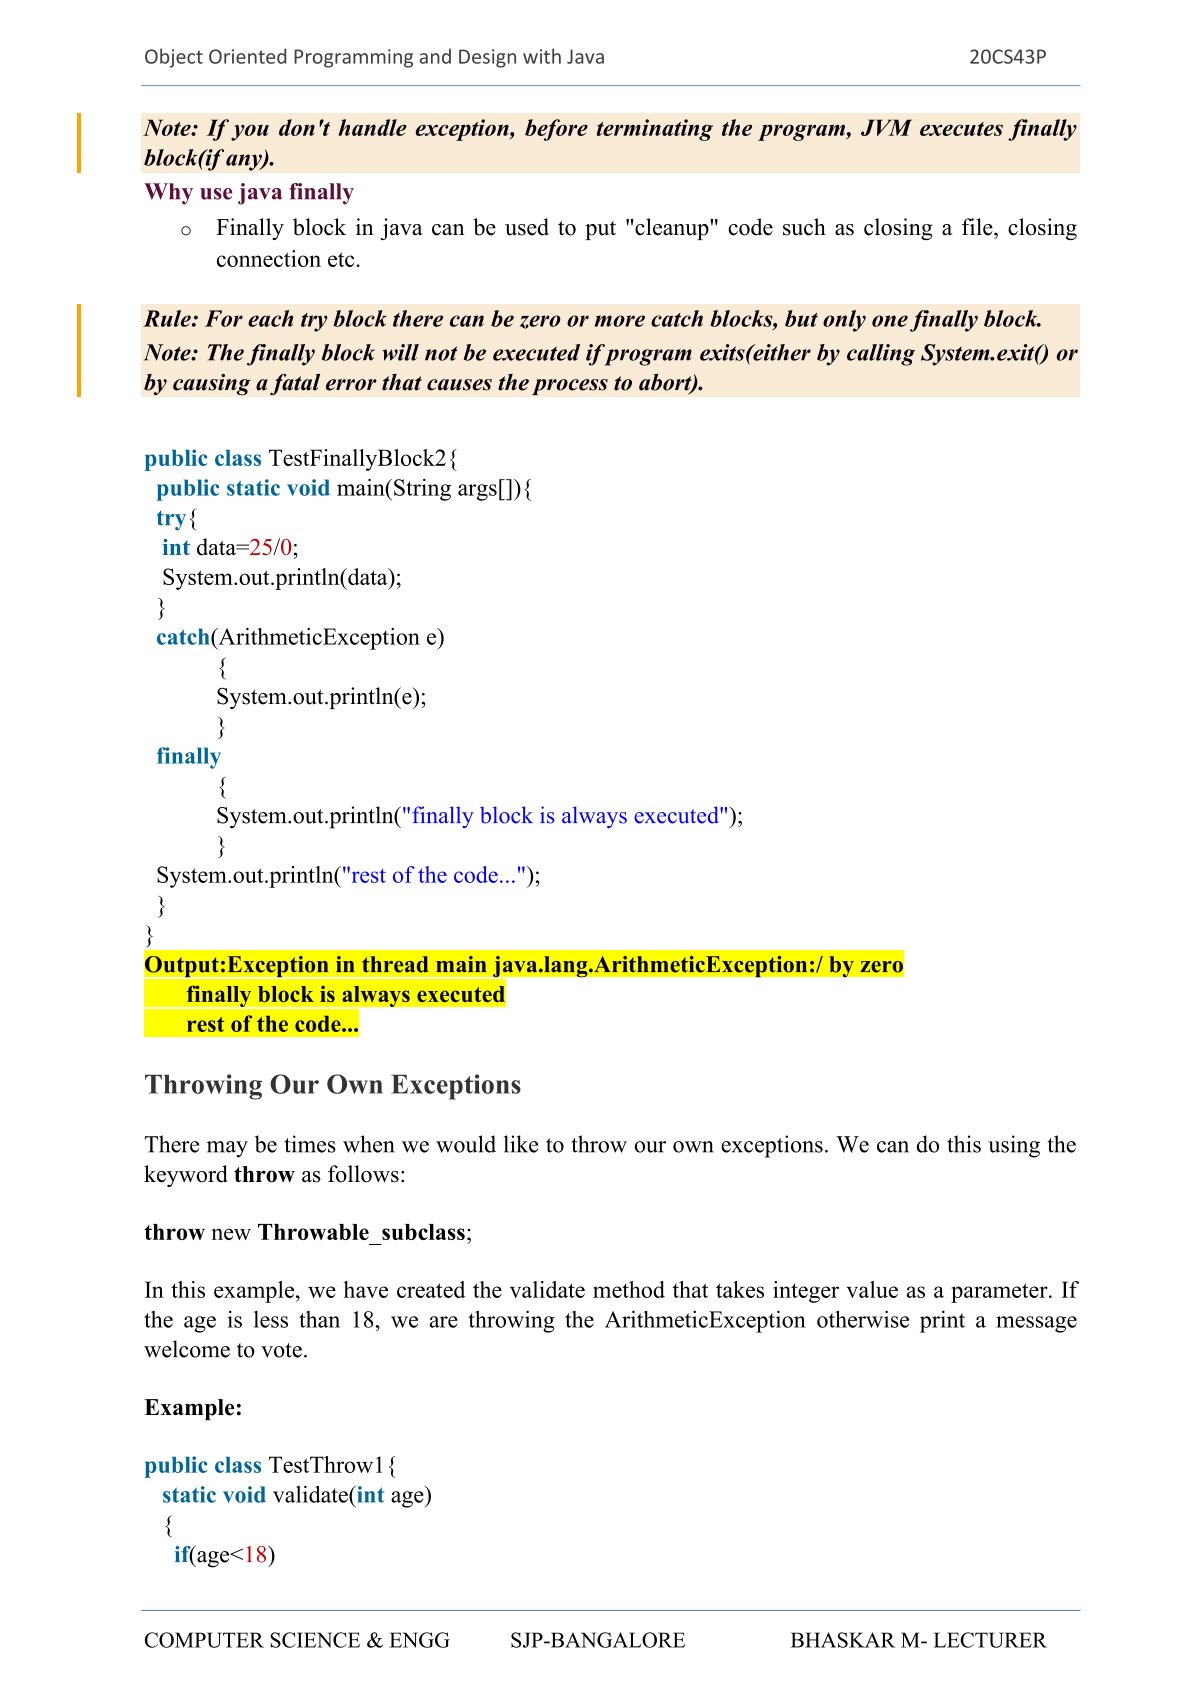 Object Oriented Programming and Design with Java 20CS43P
Note: If you don't handle exception, before terminating the program, JVM executes finally
block(if any).
Why use java finally
o Finally block in java can be used to put "cleanup" code such as closing a file, closing
connection etc.
Rule: For each try block there can be zero or more catch blocks, but only one finally block.
Note: The finally block will not be executed if program exits(either by calling System.exit() or
by causing a fatal error that causes the process to abort).
public class TestFinallyBlock2{
public static void main(String args[]){
try{
int data=25/0;
System.out.println(data);
}
catch(ArithmeticException e)
{
System.out.println(e);
}
finally
{
System.out.println("finally block is always executed");
}
System.out.println("rest of the code...");
}
}
Output:Exception in thread main java.lang.ArithmeticException:/ by zero
finally block is always executed
rest of the code...
Throwing Our Own Exceptions
There may be times when we would like to throw our own exceptions. We can do this using the
keyword throw as follows:
throw new Throwable_subclass;
In this example, we have created the validate method that takes integer value as a parameter. If
the age is less than 18, we are throwing the ArithmeticException otherwise print a message
welcome to vote.
Example:
public class TestThrow1{
static void validate(int age)
{
if(age<18)
COMPUTER SCIENCE & ENGG SJP-BANGALORE BHASKAR M- LECTURER